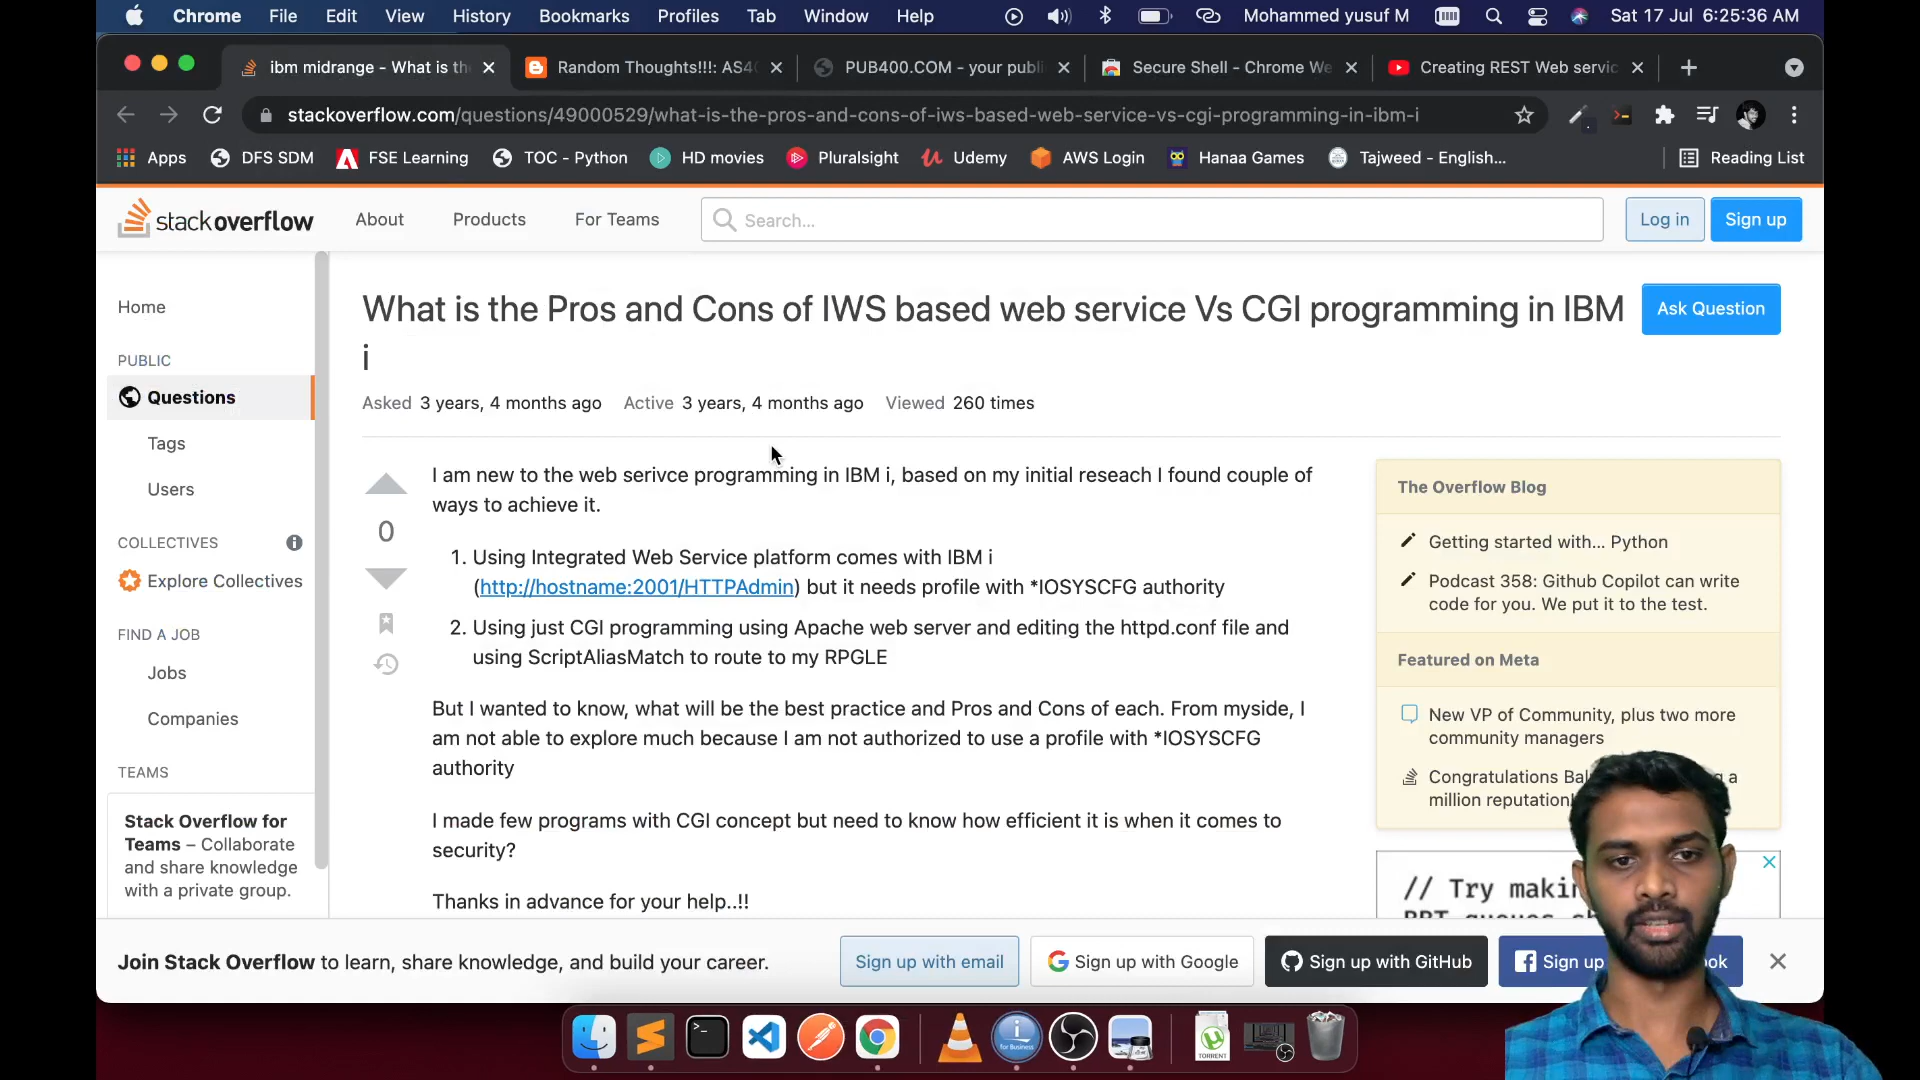 Chrome File Edit View History Bookmarks Profiles Tab Window Help Mohammed yusuf M Sat 17 Jul 6:25:36 AM
ibm midrange - What is the Random Thoughts!!!: AS40 PUB400.COM - your publi Secure Shell - Chrome We Creating REST Web servic
stackoverflow.com/questions/49000529/what-is-the-pros-and-cons-of-iws-based-web-service-vs-cgi-programming-in-ibm-i
Apps DFS SDM FSE Learning TOC - Python HD movies Pluralsight Udemy AWS Login Hanaa Games Tajweed - English... Reading List
stackoverflow About Products For Teams Search... Log in Sign up
Home
PUBLIC
Questions
Tags
Users
COLLECTIVES
Explore Collectives
FIND A JOB
Jobs
Companies
TEAMS
Stack Overflow for
Teams – Collaborate
and share knowledge
with a private group.
What is the Pros and Cons of IWS based web service Vs CGI programming in IBM
i
Ask Question
Asked 3 years, 4 months ago Active 3 years, 4 months ago Viewed 260 times
0
I am new to the web serivce programming in IBM i, based on my initial reseach I found couple of
ways to achieve it.
1. Using Integrated Web Service platform comes with IBM i
(http://hostname:2001/HTTPAdmin) but it needs profile with *IOSYSCFG authority
2. Using just CGI programming using Apache web server and editing the httpd.conf file and
using ScriptAliasMatch to route to my RPGLE
But I wanted to know, what will be the best practice and Pros and Cons of each. From myside, I
am not able to explore much because I am not authorized to use a profile with *IOSYSCFG
authority
I made few programs with CGI concept but need to know how efficient it is when it comes to
security?
Thanks in advance for your help..!!
The Overflow Blog
Getting started with... Python
Podcast 358: Github Copilot can write
code for you. We put it to the test.
Featured on Meta
New VP of Community, plus two more
community managers
Congratulations Bal g a
million reputation
// Try makin
Join Stack Overflow to learn, share knowledge, and build your career.
Sign up with email Sign up with Google Sign up with GitHub Sign up ok
i for Business
TORRENT